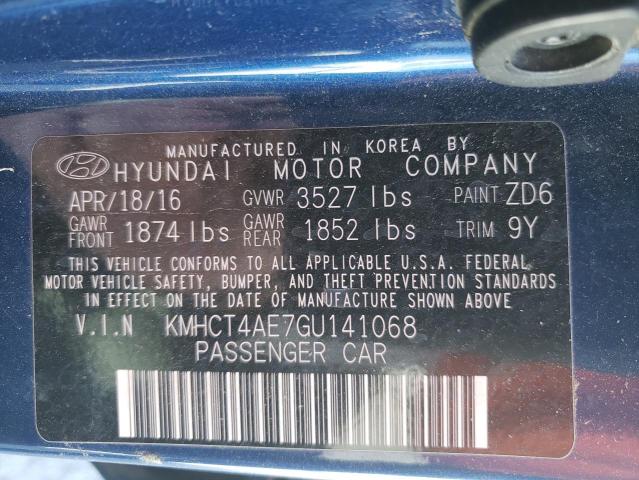 MANUFACTURED IN KOREA BY
HYUNDAI MOTOR COMPANY
APR/18/16 GVWR 3527 lbs PAINT ZD6
GAWR FRONT 1874 lbs GAWR REAR 1852 lbs TRIM 9Y
THIS VEHICLE CONFORMS TO ALL APPLICABLE U.S.A. FEDERAL
MOTOR VEHICLE SAFETY, BUMPER, AND THEFT PREVENTION STANDARDS
IN EFFECT ON THE DATE OF MANUFACTURE SHOWN ABOVE
V.I.N KMHCT4AE7GU141068
PASSENGER CAR